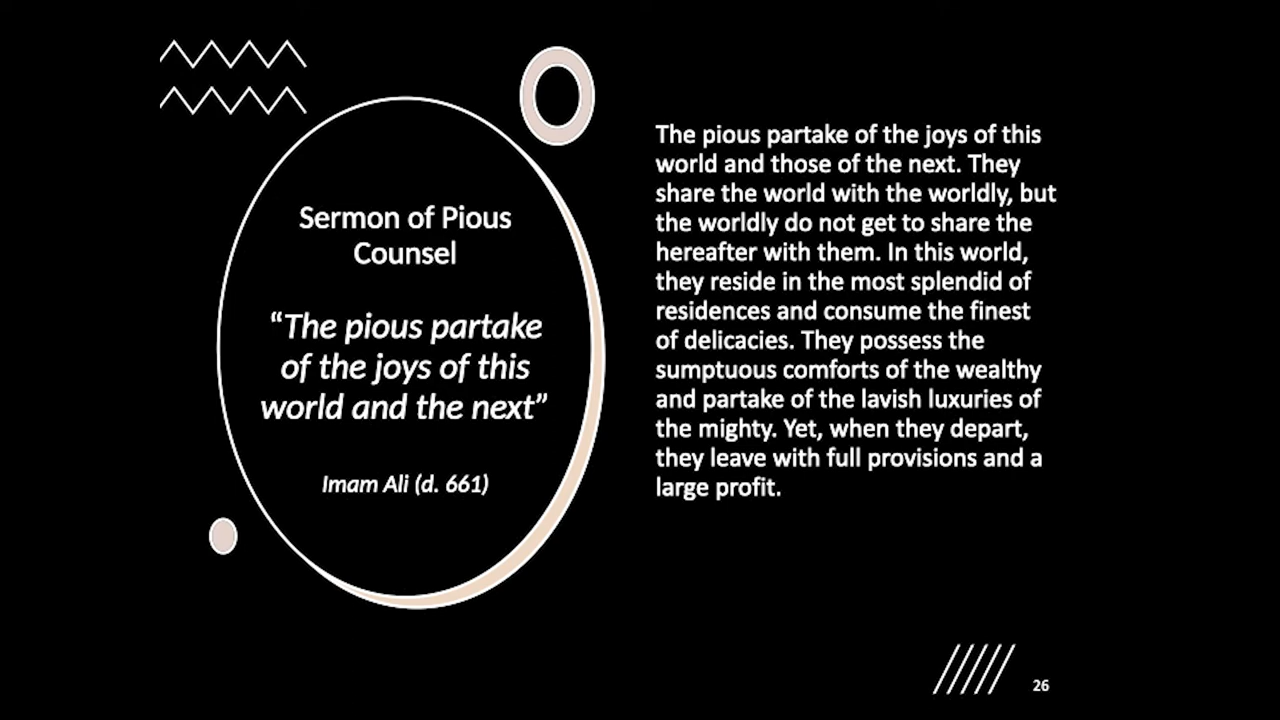 Sermon of Pious
Counsel
“The pious partake
of the joys of this
world and the next”
Imam Ali (d. 661)
The pious partake of the joys of this
world and those of the next. They
share the world with the worldly, but
the worldly do not get to share the
hereafter with them. In this world,
they reside in the most splendid of
residences and consume the finest
of delicacies. They possess the
sumptuous comforts of the wealthy
and partake of the lavish luxuries of
the mighty. Yet, when they depart,
they leave with full provisions and a
large profit.
26